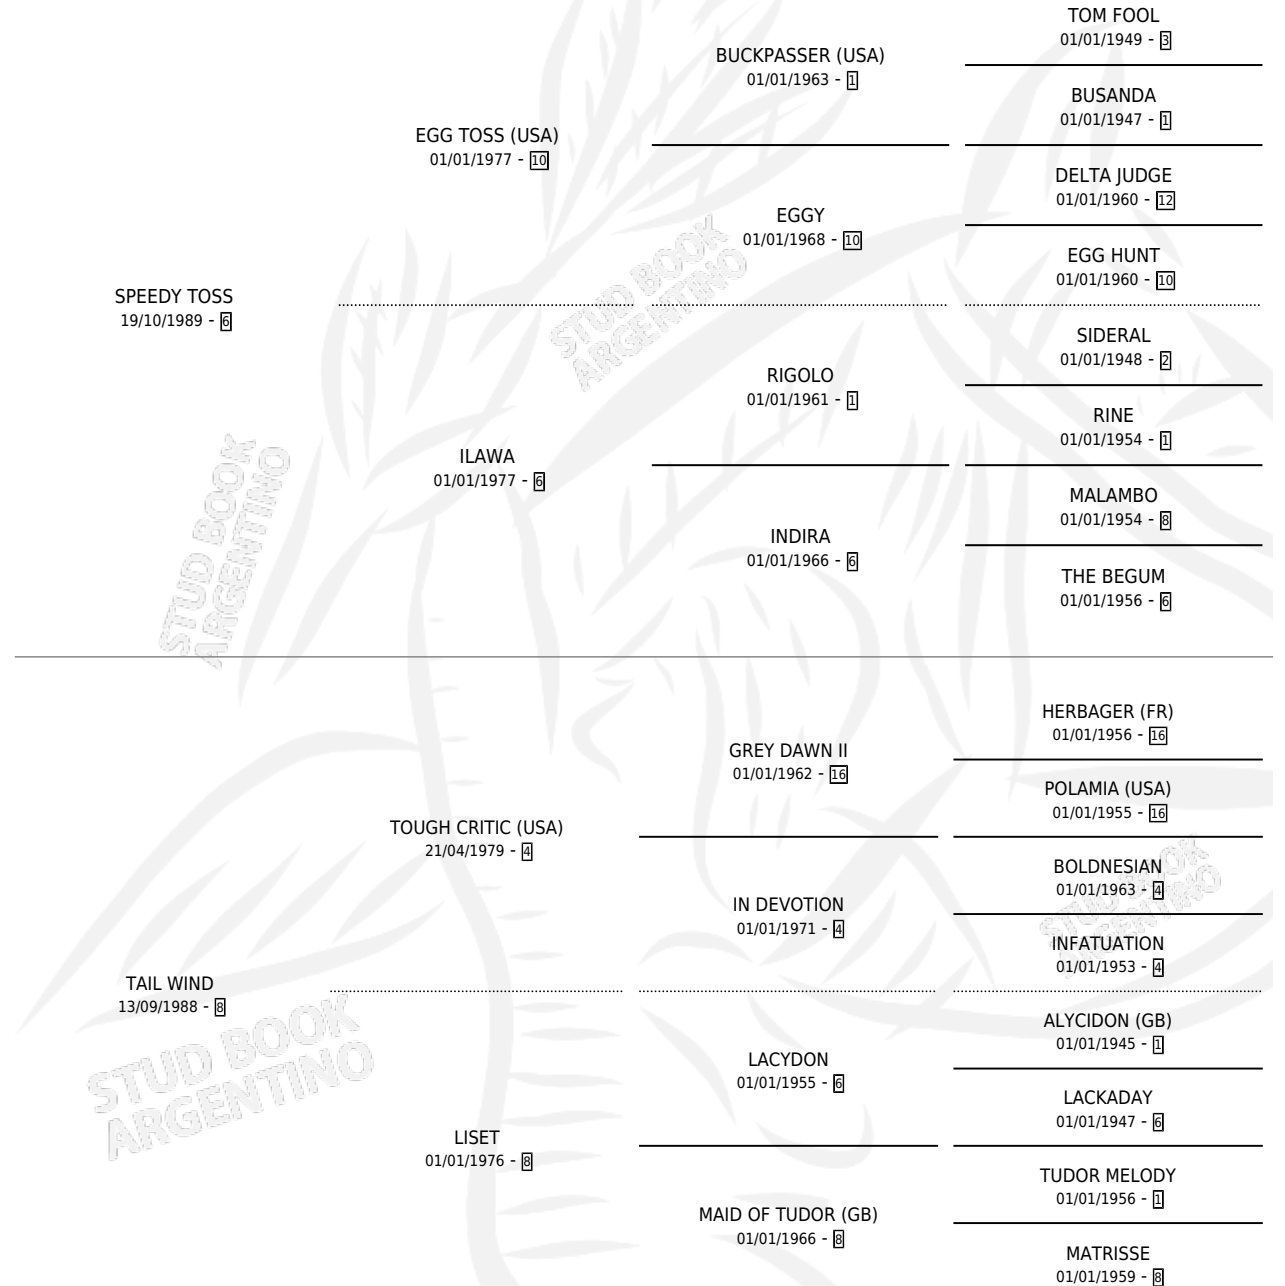 TOM FOOL
01/01/1949 - 3
BUCKPASSER (USA)
01/01/1963 - 1
BUSANDA
01/01/1947 - 1
EGG TOSS (USA)
01/01/1977 - 10
DELTA JUDGE
01/01/1960 - 12
EGGY
01/01/1968 - 10
EGG HUNT
01/01/1960 - 10
SPEEDY TOSS
19/10/1989 - 6
SIDERAL
01/01/1948 - 2
RIGOLO
01/01/1961 - 1
RINE
01/01/1954 - 1
ILAWA
01/01/1977 - 6
MALAMBO
01/01/1954 - 8
INDIRA
01/01/1966 - 6
THE BEGUM
01/01/1956 - 6
HERBAGER (FR)
01/01/1956 - 16
GREY DAWN II
01/01/1962 - 16
POLAMIA (USA)
01/01/1955 - 16
TOUGH CRITIC (USA)
21/04/1979 - 4
BOLDNESIAN
01/01/1963 - 4
IN DEVOTION
01/01/1971 - 4
INFATUATION
01/01/1953 - 4
TAIL WIND
13/09/1988 - 8
ALYCIDON (GB)
01/01/1945 - 1
LACYDON
01/01/1955 - 6
LACKADAY
01/01/1947 - 6
LISET
01/01/1976 - 8
TUDOR MELODY
01/01/1956 - 1
MAID OF TUDOR (GB)
01/01/1966 - 8
MATRISSE
01/01/1959 - 8
STUD BOOK
ARGENTINO
STUD BOOK
ARGENTINO
STUD BOOK
ARGENTINO
STUD BOOK
ARGENTINO